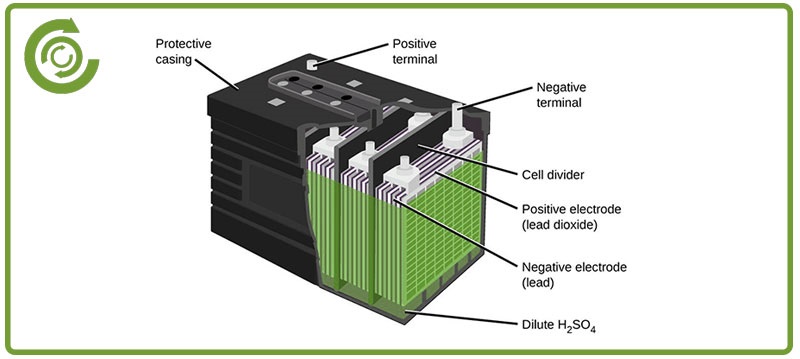 Protective
casing
Positive
terminal
Negative
terminal
Cell divider
Positive electrode
(lead dioxide)
Negative electrode
(lead)
Dilute H₂SO₄